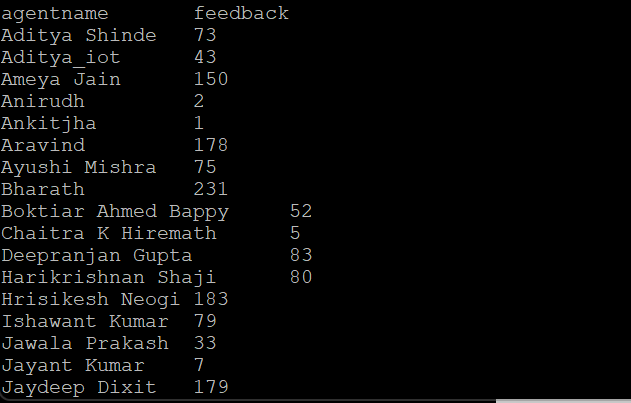 agentname feedback
Aditya Shinde 73
Aditya_iot 43
Ameya Jain 150
Anirudh 2
Ankitjha 1
Aravind 178
Ayushi Mishra 75
Bharath 231
Boktiar Ahmed Bappy 52
Chaitra K Hiremath 5
Deepranjan Gupta 83
Harikrishnan Shaji 80
Hrisikesh Neogi 183
Ishawant Kumar 79
Jawala Prakash 33
Jayant Kumar 7
Jaydeep Dixit 179